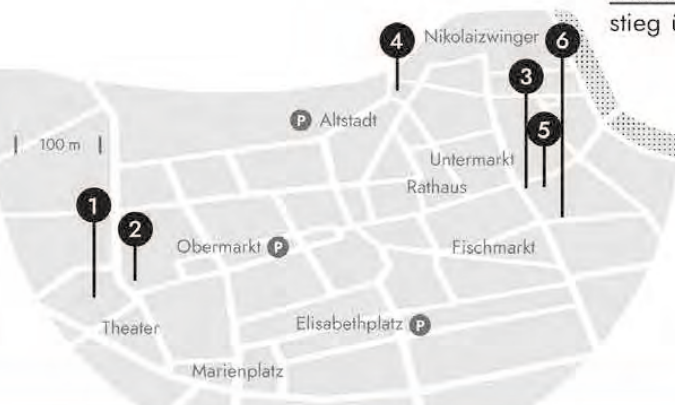 stieg ü
4 Nikolaizwinger 6
3
P Altstadt
5
100 m
Untermarkt
Rathaus
1
2
Obermarkt P
Fischmarkt
Theater
Elisabethplatz P
Marienplatz